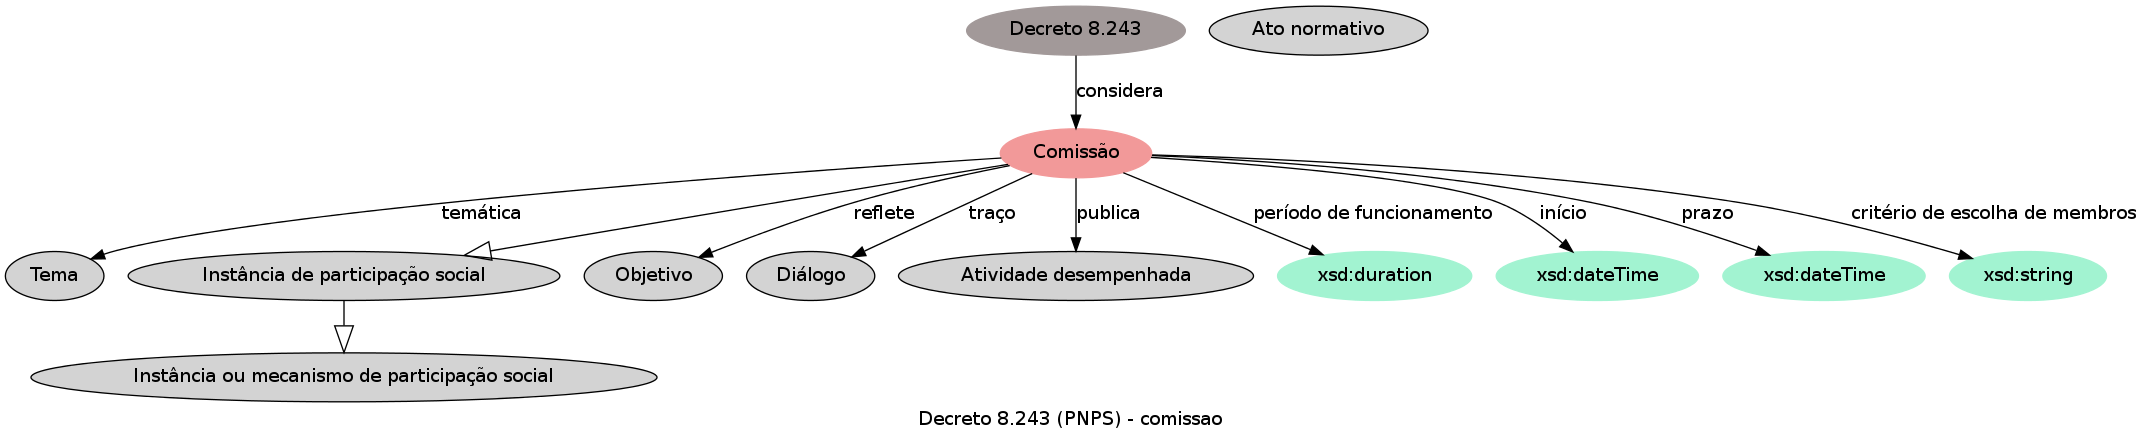 Decreto 8.243
Ato normativo
considera
Comissão
temática
reflete
traço
publica
período de funcionamento
início
prazo
critério de escolha de membros
Tema
Instância de participação social
Objetivo
Diálogo
Atividade desempenhada
xsd:duration
xsd:dateTime
xsd:dateTime
xsd:string
Instância ou mecanismo de participação social
Decreto 8.243 (PNPS) - comissao